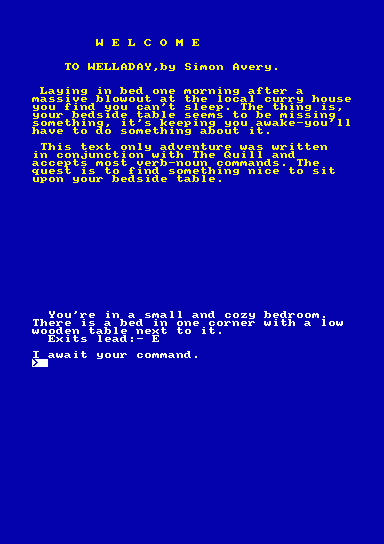 W E L C O M E
TO WELLADAY,by Simon Avery.
Laying in bed one morning after a
massive blowout at the local curry house
you find you can't sleep. The thing is,
your bedside table seems to be missing
something, it's keeping you awake-you'll
have to do something about it.
This text only adventure was written
in conjunction with The Quill and
accepts most verb-noun commands. The
quest is to find something nice to sit
upon your bedside table.
You're in a small and cozy bedroom.
There is a bed in one corner with a low
wooden table next to it.
Exits lead:- E
I await your command.
>